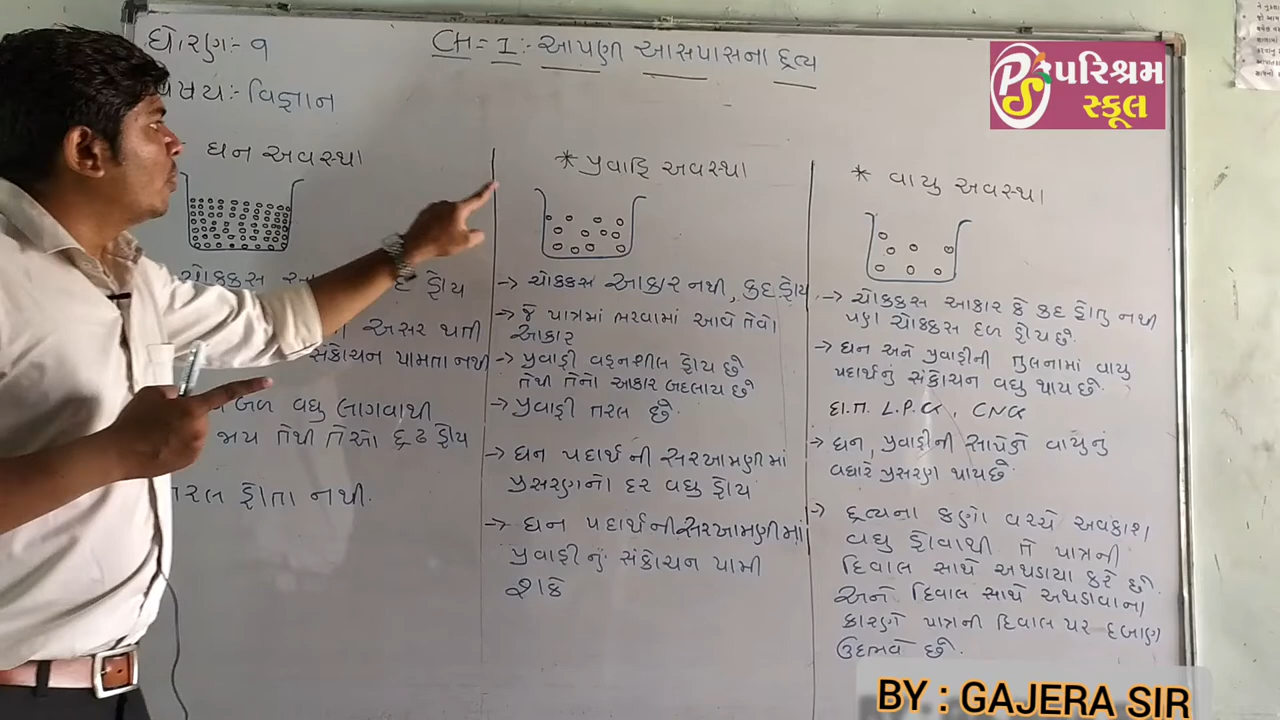 ધોરણ:- ૧
CH = 1 :- આપણી આસપાસના દ્રવ્ય
પરિશ્રમ
સ્કૂલ
વિજ્ઞાન
ઘન અવસ્થા
ચોક્કસ
હોય
અસર થતી
સંકોચન પામતા નથી
બળ વધુ લાગવાથી
જાય તેથી તેઓ દ્રઢ હોય
તરલ હોતા નથી.
* પ્રવાહિ અવસ્થા
→ ચોક્કસ આકાર નથી, કદ હોય
→ જે પાત્રમાં ભરવામાં આવે તેવો
આકાર
→ પ્રવાહી વહનશીલ હોય છે
તેથી તેનો આકાર બદલાય છે
→ પ્રવાહી તરલ છે.
→ ઘન પદાર્થની સરખામણીમાં
પ્રસરણનો દર વધુ હોય
→ ઘન પદાર્થની સરખામણીમાં
પ્રવાહીનું સંકોચન પામી
શકે
* વાયુ અવસ્થા
→ ચોક્કસ આકાર કે કદ હોતુ નથી
પણ ચોક્કસ દળ હોય છે.
→ ઘન અને પ્રવાહીની તુલનામાં વાયુ
પદાર્થનું સંકોચન વધુ થાય છે.
દા.ત. L.P.G, CNG
→ ઘન, પ્રવાહીની સાપેક્ષે વાયુનું
વધારે પ્રસરણ થાય છે.
→ દ્રવ્યના કણો વચ્ચે અવકાશ
વધુ હોવાથી તે પાત્રની
દિવાલ સાથે અથડાયા કરે છે.
અને દિવાલ સાથે અથડાવાના
કારણે પાત્રની દિવાલ પર દબાણ
ઉદભવે છે.
BY : GAJERA SIR